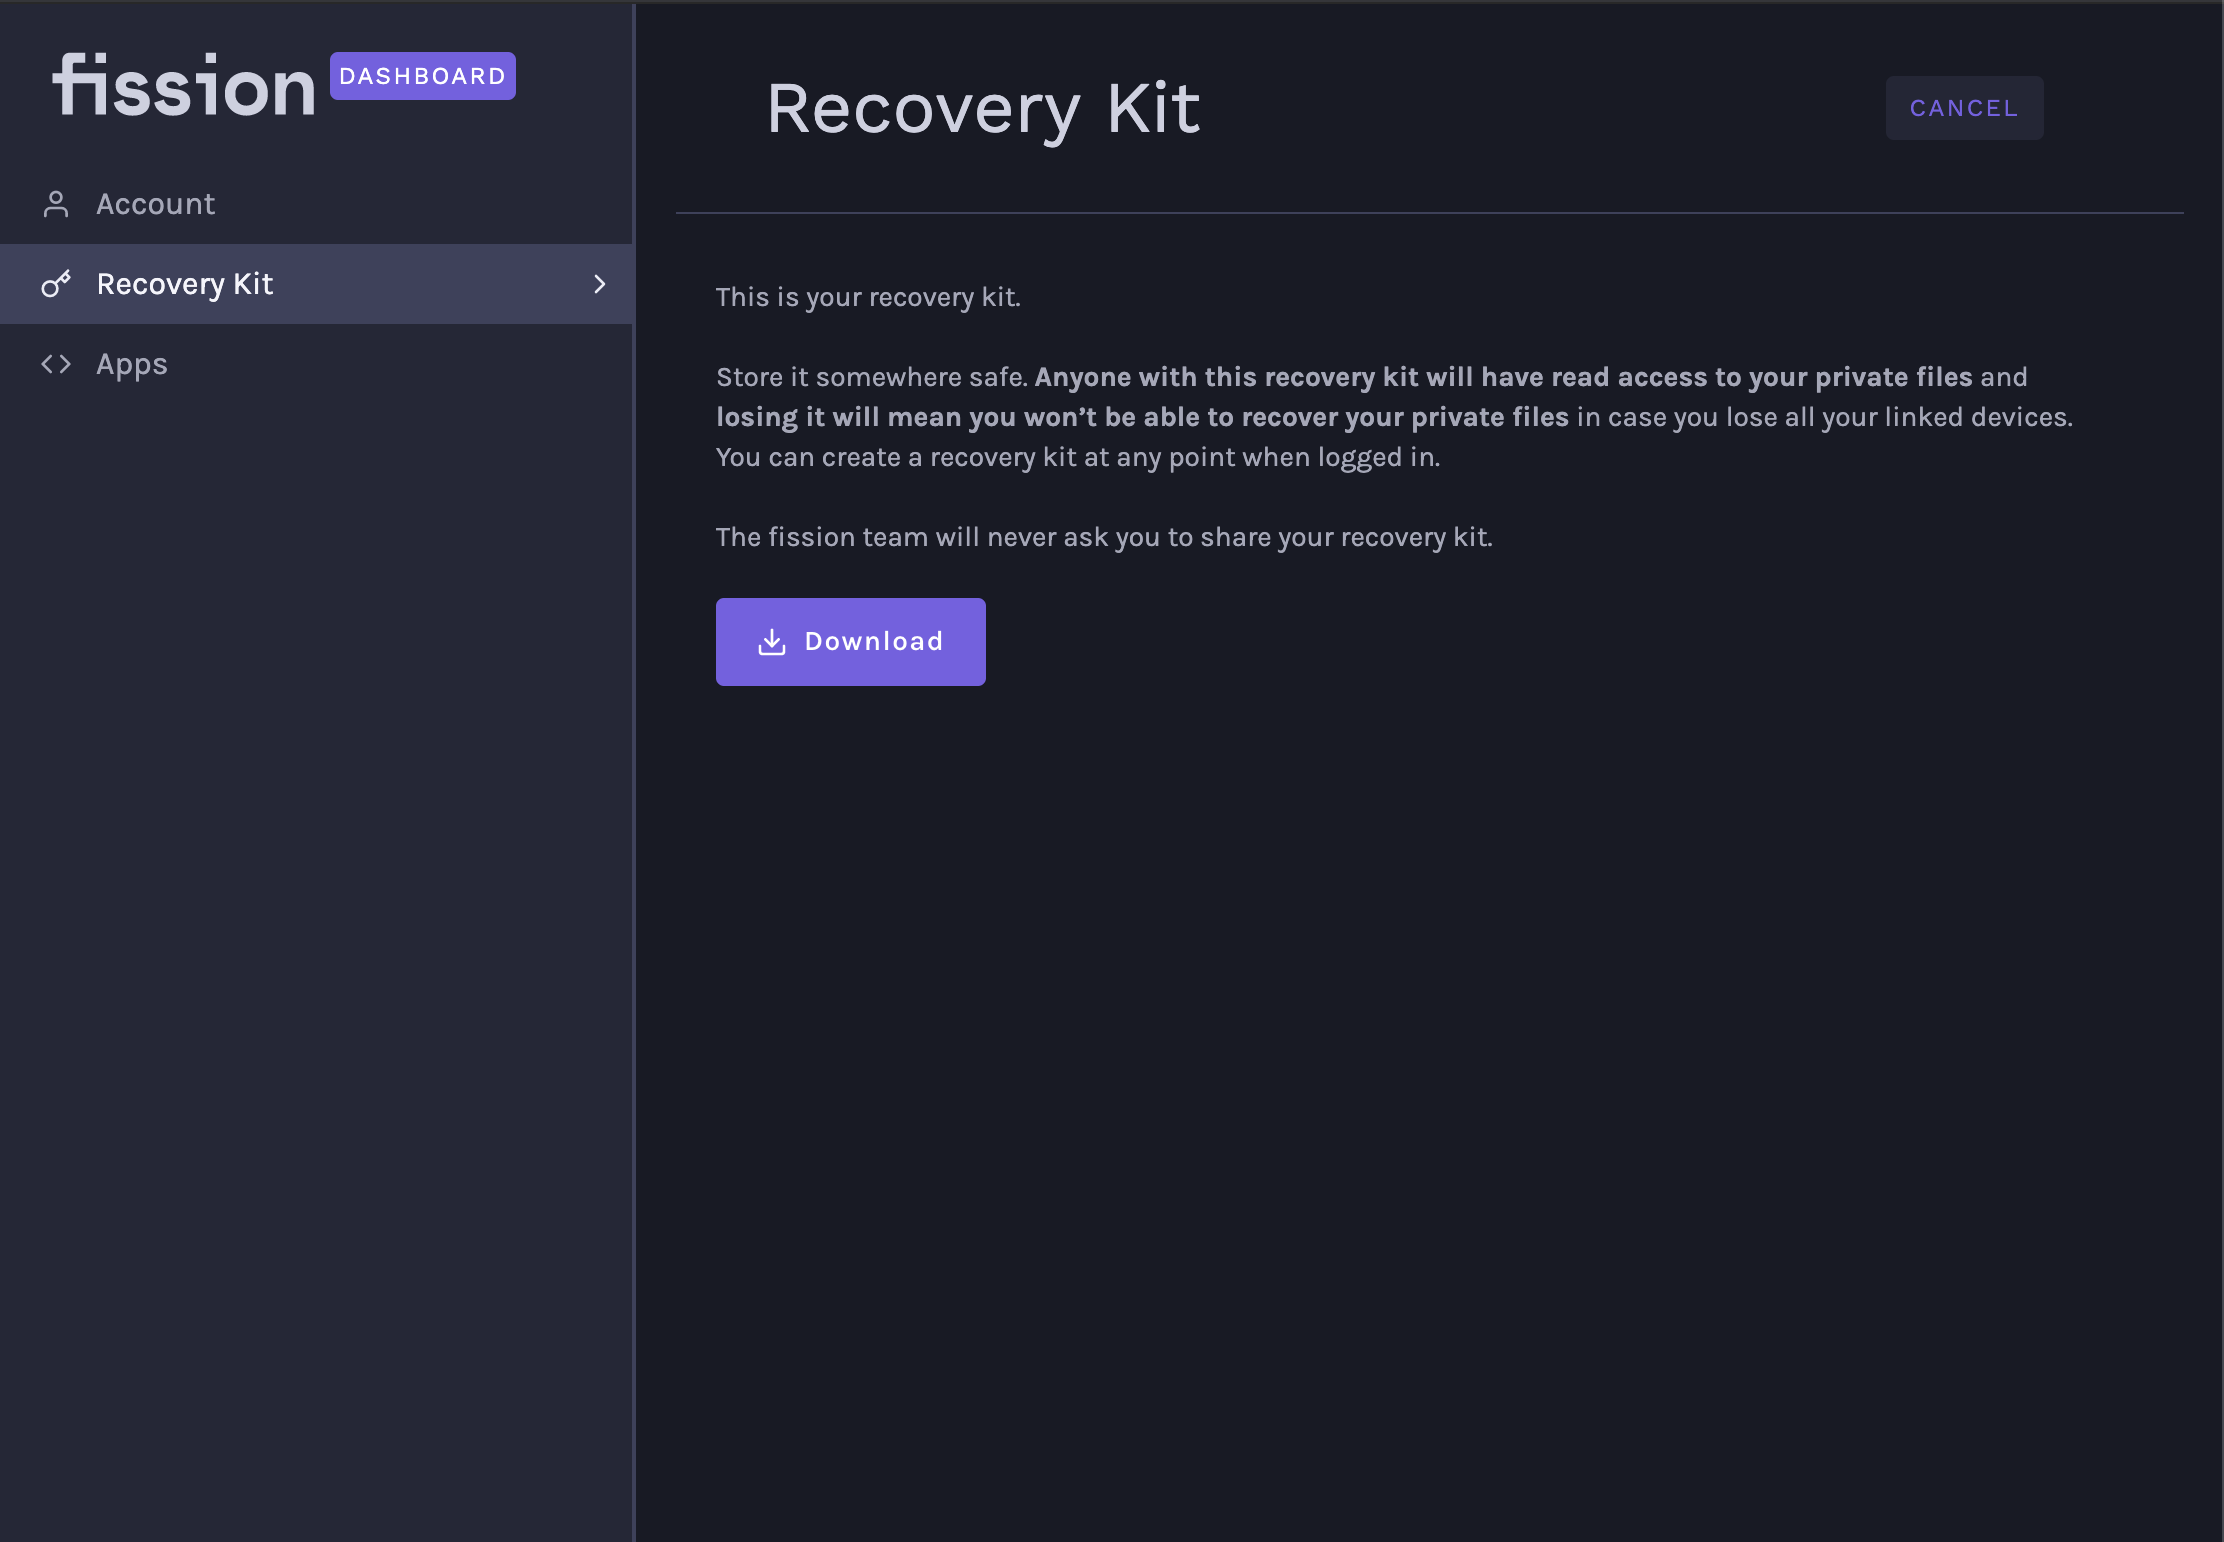 fission DASHBOARD
Account
Recovery Kit
Apps
Recovery Kit
CANCEL
This is your recovery kit.
Store it somewhere safe. Anyone with this recovery kit will have read access to your private files and
losing it will mean you won’t be able to recover your private files in case you lose all your linked devices.
You can create a recovery kit at any point when logged in.
The fission team will never ask you to share your recovery kit.
Download